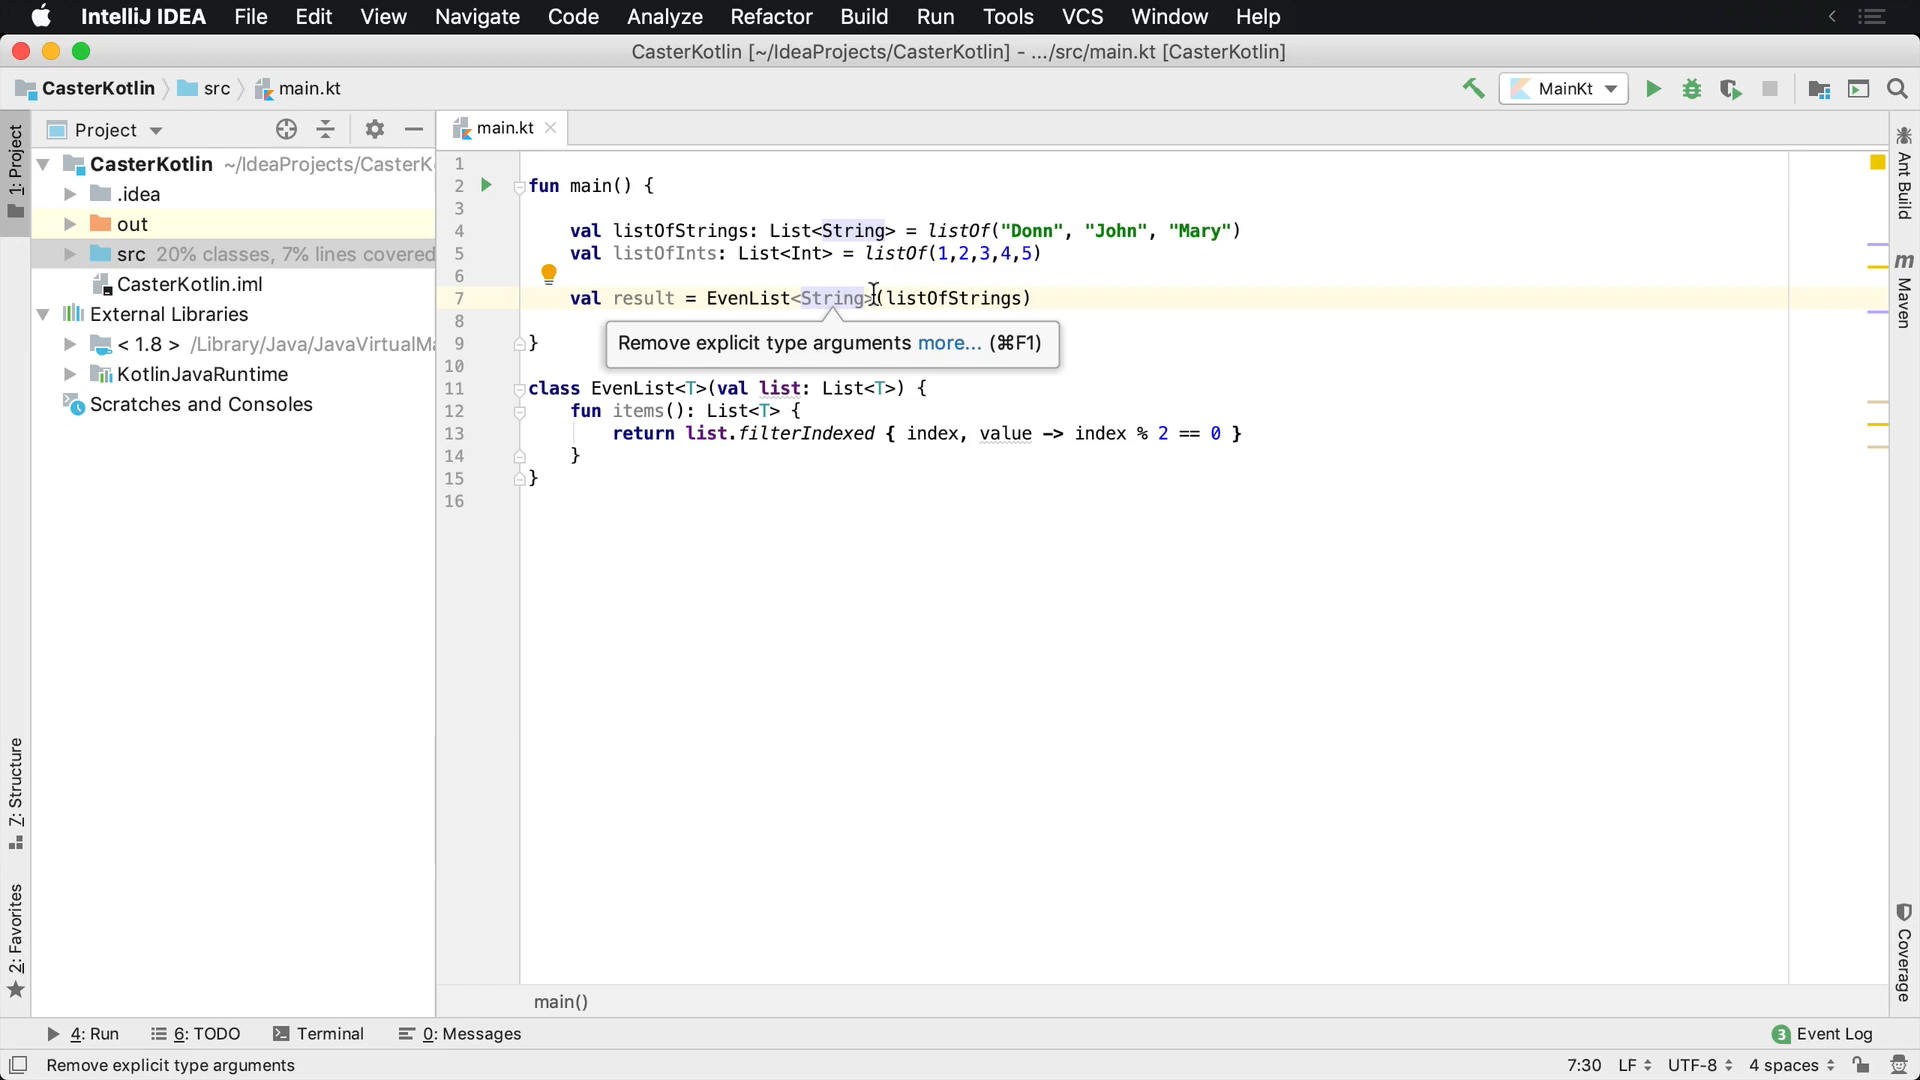 IntelliJ IDEA File Edit View Navigate Code Analyze Refactor Build Run Tools VCS Window Help
CasterKotlin [~/IdeaProjects/CasterKotlin] - .../src/main.kt [CasterKotlin]
CasterKotlin src main.kt MainKt
1: Project
Project
CasterKotlin ~/IdeaProjects/CasterK
.idea
out
src 20% classes, 7% lines covered
CasterKotlin.iml
External Libraries
< 1.8 > /Library/Java/JavaVirtualMa
KotlinJavaRuntime
Scratches and Consoles
Z: Structure
2: Favorites
main.kt
1
2 fun main() {
3
4 val listOfStrings: List<String> = listOf("Donn", "John", "Mary")
5 val listOfInts: List<Int> = listOf(1,2,3,4,5)
6
7 val result = EvenList<String>(listOfStrings)
8
Remove explicit type arguments more... (⌘F1)
9 }
10
11 class EvenList<T>(val list: List<T>) {
12 fun items(): List<T> {
13 return list.filterIndexed { index, value -> index % 2 == 0 }
14 }
15 }
16
main()
Ant Build
m
Maven
Coverage
4: Run 6: TODO Terminal 0: Messages 3 Event Log
Remove explicit type arguments 7:30 LF UTF-8 4 spaces